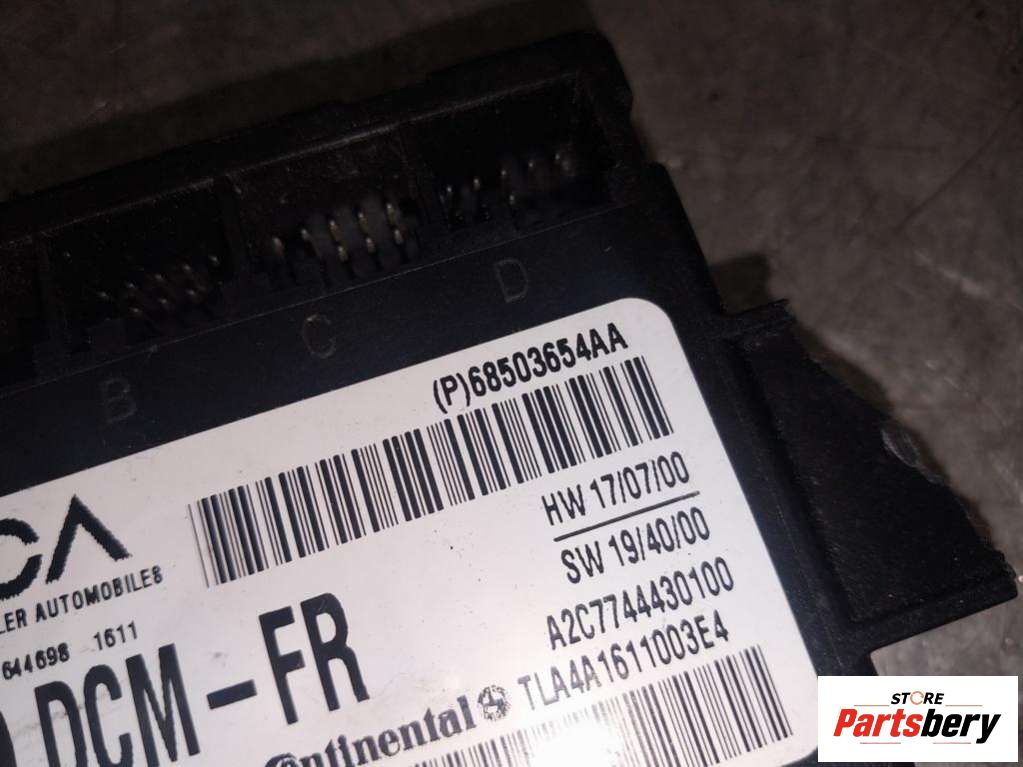 B C D
(P)68503654AA
HW 17/07/00
SW 19/40/00
CA
LER AUTOMOBILES
644698 1611
A2C7744430100
DCM-FR
TLA4A1611003E4
Continental
STORE
Partsbery